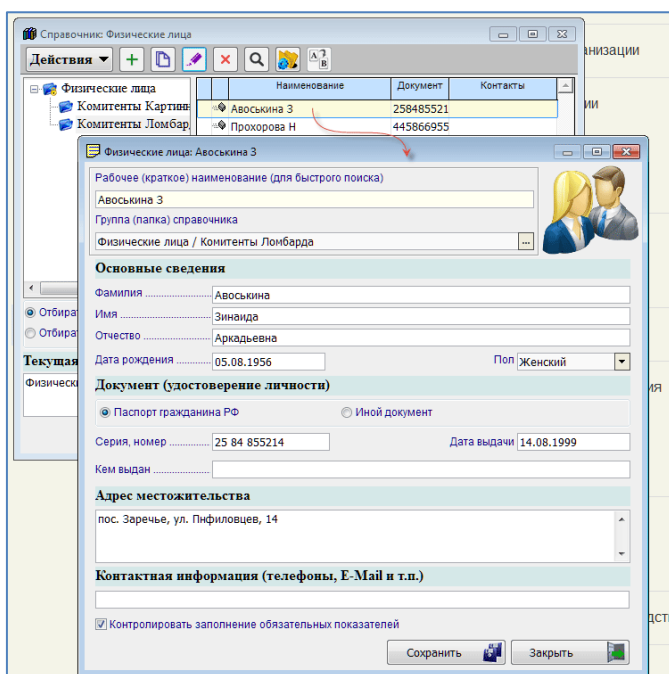 Справочник: Физические лица
Действия
Физические лица
Комитенты Картинн
Комитенты Ломбар
Наименование Документ Контакты
Авоськина З 258485521
Прохорова Н 445866955
низации
ии
Физические лица: Авоськина З
Рабочее (краткое) наименование (для быстрого поиска)
Авоськина З
Группа (папка) справочника
Физические лица / Комитенты Ломбарда ...
Основные сведения
Фамилия Авоськина
Имя Зинаида
Отчество Аркадьевна
Дата рождения 05.08.1956 Пол Женский
Документ (удостоверение личности)
Паспорт гражданина РФ Иной документ
Серия, номер 25 84 855214 Дата выдачи 14.08.1999
Кем выдан
Адрес местожительства
пос. Заречье, ул. Пнфиловцев, 14
Контактная информация (телефоны, E-Mail и т.п.)
Контролировать заполнение обязательных показателей
Сохранить Закрыть
Отбира
Отбира
Текущая
Физическ
ия